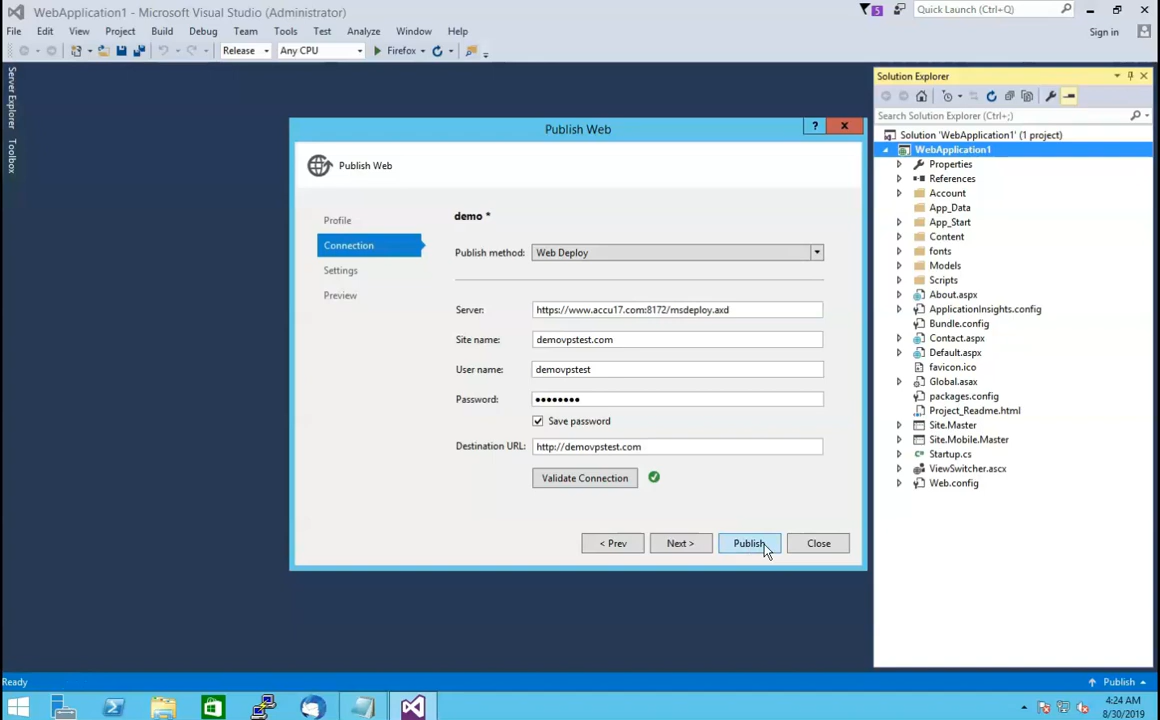 WebApplication1 - Microsoft Visual Studio (Administrator)
5
Quick Launch (Ctrl+Q)
File Edit View Project Build Debug Team Tools Test Analyze Window Help
Sign in
Release Any CPU Firefox
Server Explorer
Toolbox
Publish Web
?
Publish Web
Profile
Connection
Settings
Preview
demo *
Publish method: Web Deploy
Server: https://www.accu17.com:8172/msdeploy.axd
Site name: demovpstest.com
User name: demovpstest
Password: ●●●●●●●●
Save password
Destination URL: http://demovpstest.com
Validate Connection
< Prev Next > Publish Close
Solution Explorer
Search Solution Explorer (Ctrl+;)
Solution 'WebApplication1' (1 project)
WebApplication1
Properties
References
Account
App_Data
App_Start
Content
fonts
Models
Scripts
About.aspx
ApplicationInsights.config
Bundle.config
Contact.aspx
Default.aspx
favicon.ico
Global.asax
packages.config
Project_Readme.html
Site.Master
Site.Mobile.Master
Startup.cs
ViewSwitcher.ascx
Web.config
Ready
Publish
4:24 AM
8/30/2019